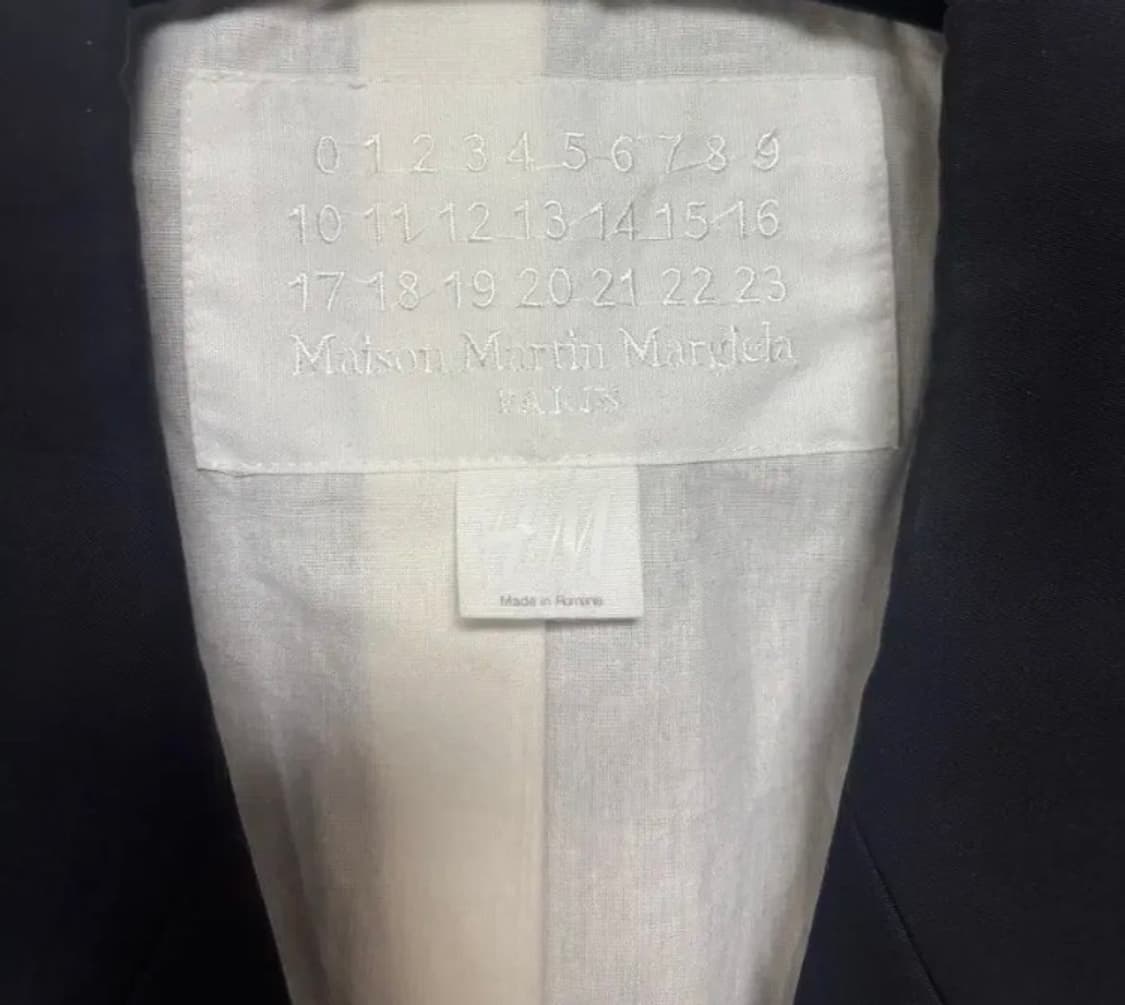 0 1 2 3 4 5 6 7 8 9
10 11 12 13 14 15 16
17 18 19 20 21 22 23
Maison Martin Margiela
PARIS
H&M
Made in Romania